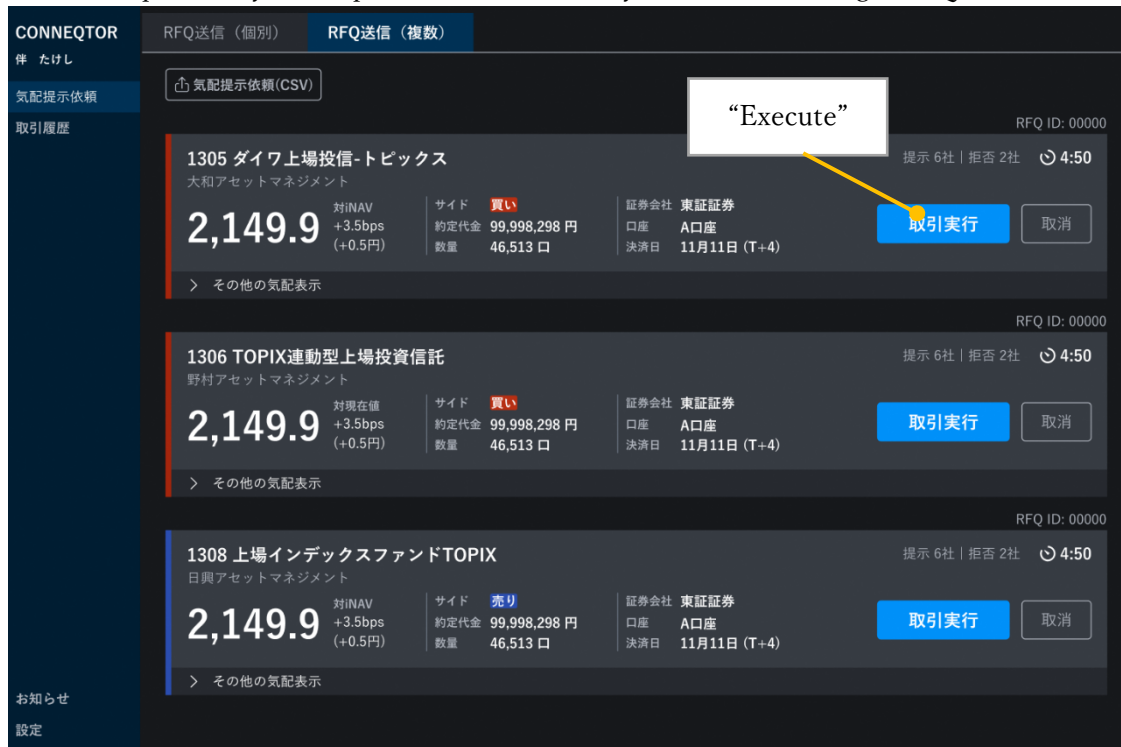 CONNEQTOR
伴 たけし
気配提示依頼
取引履歴
お知らせ
設定
RFQ送信（個別）
RFQ送信（複数）
気配提示依頼(CSV)
“Execute”
RFQ ID: 00000
1305 ダイワ上場投信-トピックス
提示 6社 | 拒否 2社 4:50
大和アセットマネジメント
2,149.9
対iNAV
+3.5bps
(+0.5円)
サイド 買い
約定代金 99,998,298 円
数量 46,513 口
証券会社 東証証券
口座 A口座
決済日 11月11日 (T+4)
取引実行
取消
その他の気配表示
RFQ ID: 00000
1306 TOPIX連動型上場投資信託
提示 6社 | 拒否 2社 4:50
野村アセットマネジメント
2,149.9
対現在値
+3.5bps
(+0.5円)
サイド 買い
約定代金 99,998,298 円
数量 46,513 口
証券会社 東証証券
口座 A口座
決済日 11月11日 (T+4)
取引実行
取消
その他の気配表示
RFQ ID: 00000
1308 上場インデックスファンドTOPIX
提示 6社 | 拒否 2社 4:50
日興アセットマネジメント
2,149.9
対iNAV
+3.5bps
(+0.5円)
サイド 売り
約定代金 99,998,298 円
数量 46,513 口
証券会社 東証証券
口座 A口座
決済日 11月11日 (T+4)
取引実行
取消
その他の気配表示